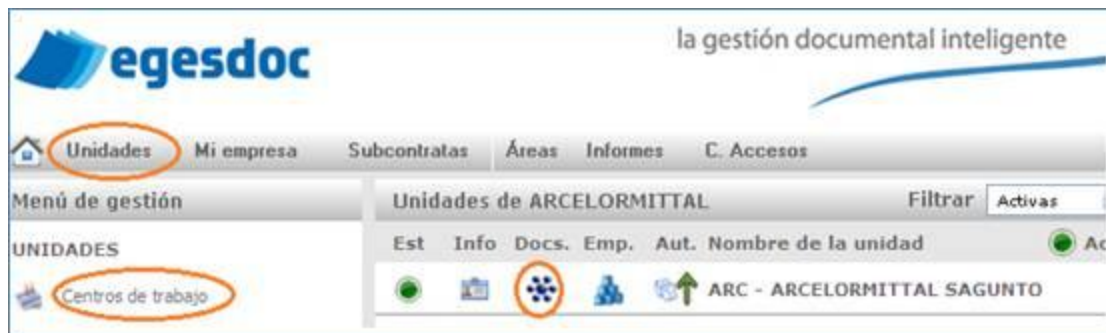 egesdoc
la gestión documental inteligente
Unidades Mi empresa Subcontratas Áreas Informes C. Accesos
Menú de gestión
Unidades de ARCELORMITTAL Filtrar Activas
UNIDADES
Est Info Docs. Emp. Aut. Nombre de la unidad Ac
Centros de trabajo
ARC - ARCELORMITTAL SAGUNTO